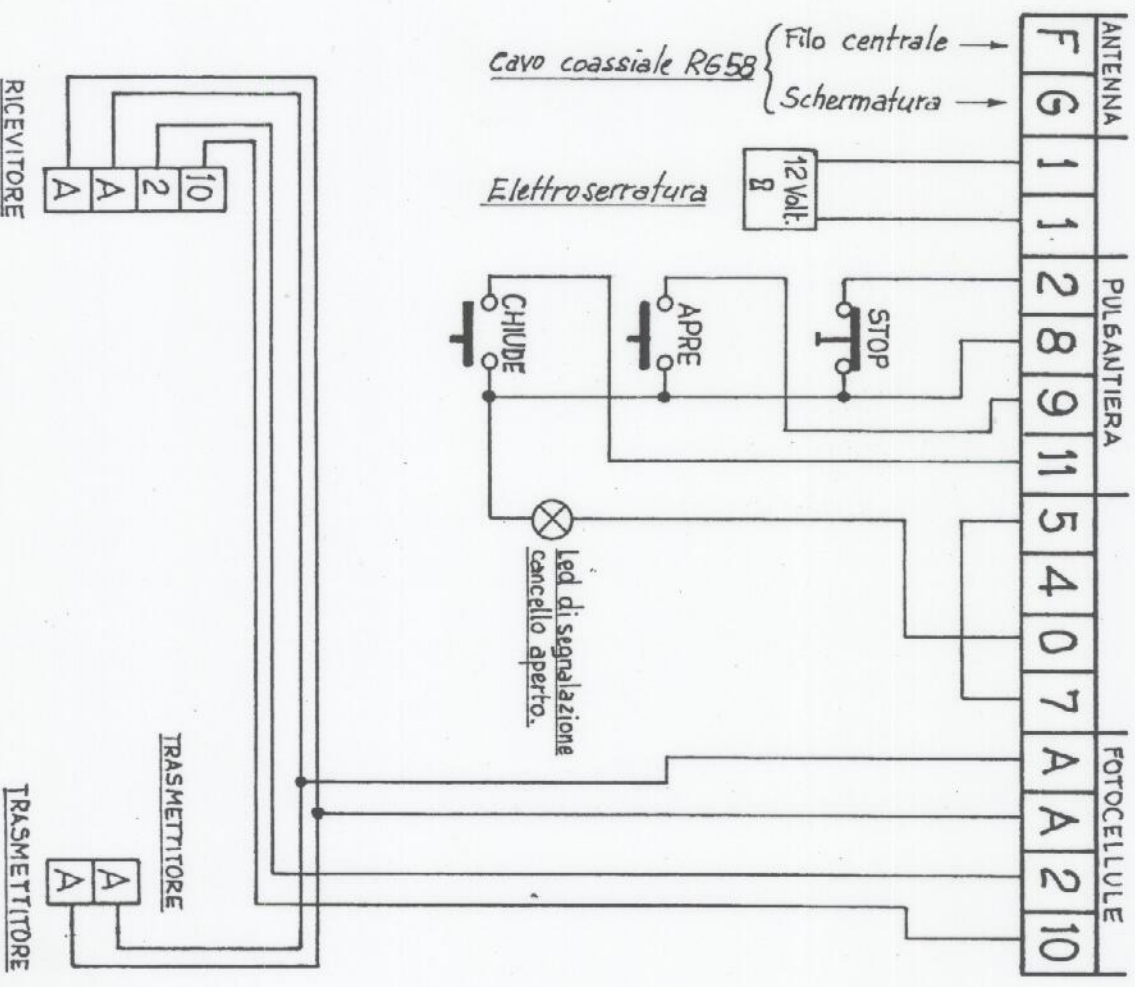 ANTENNA
F
G
1
1
PULSANTIERA
2
8
9
11
5
4
0
7
FOTOCELLULE
A
A
2
10
Cavo coassiale RG58
Filo centrale
Schermatura
Elettroserratura
12 Volt.
STOP
APRE
CHIUDE
Led di segnalazione
cancello aperto.
RICEVITORE
A
A
2
10
TRASMETTITORE
A
A
TRASMETTITORE